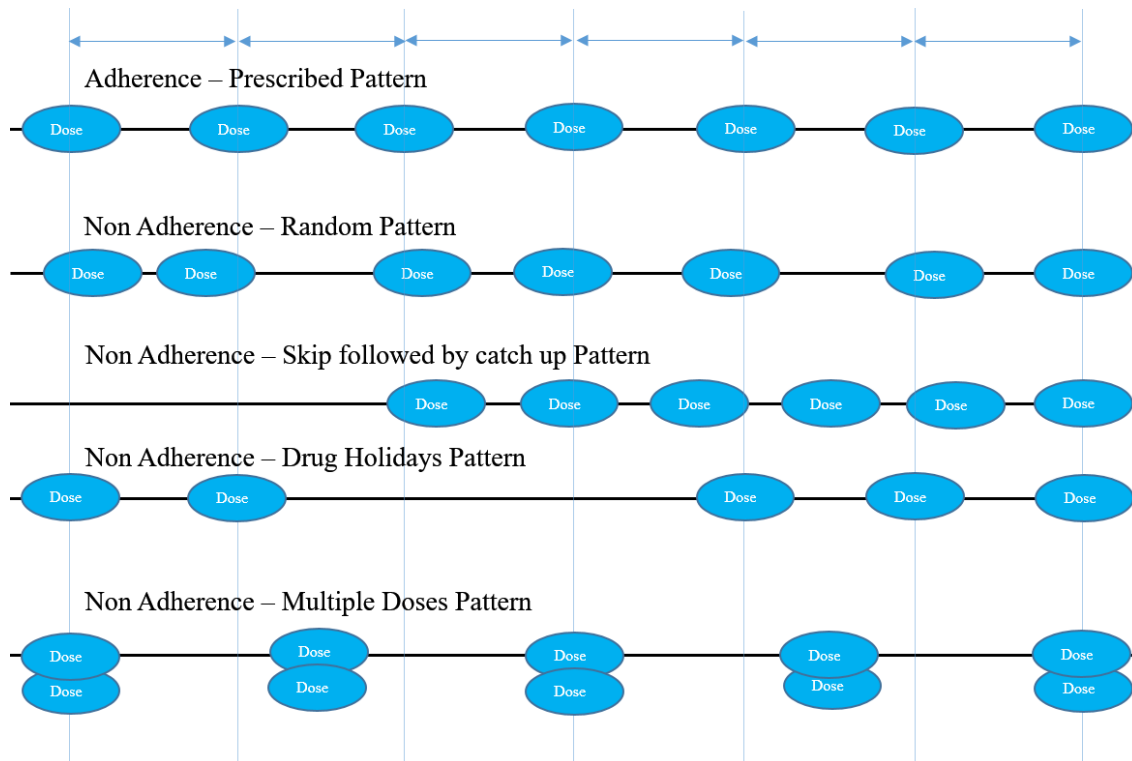 Adherence – Prescribed Pattern
Dose Dose Dose Dose Dose Dose Dose
Non Adherence – Random Pattern
Dose Dose Dose Dose Dose Dose Dose
Non Adherence – Skip followed by catch up Pattern
Dose Dose Dose Dose Dose Dose
Non Adherence – Drug Holidays Pattern
Dose Dose Dose Dose Dose
Non Adherence – Multiple Doses Pattern
Dose Dose Dose Dose Dose
Dose Dose Dose Dose Dose